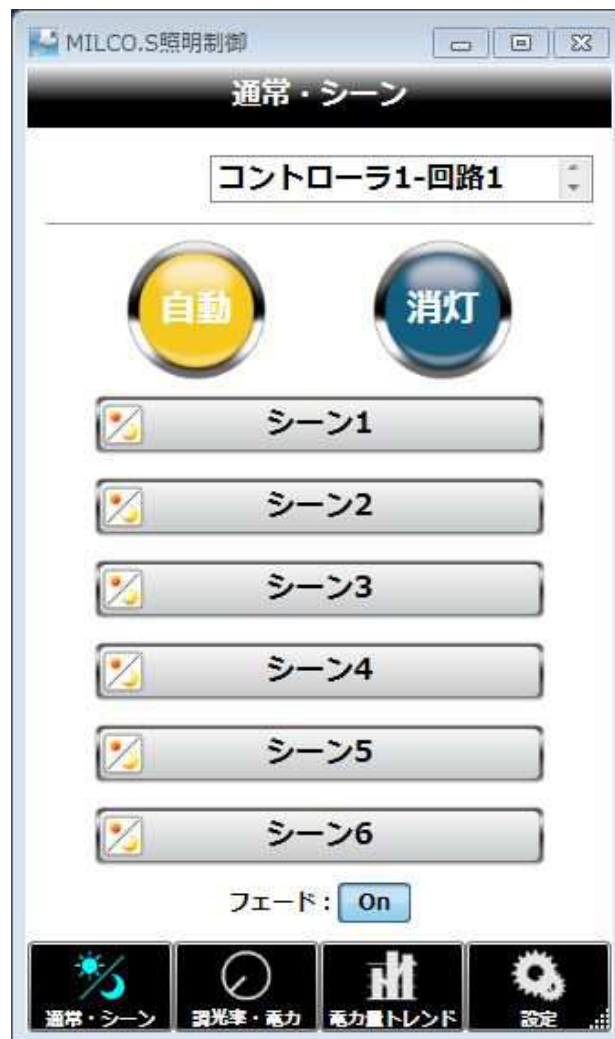 MILCO.S照明制御
通常・シーン
コントローラ1-回路1
自動 消灯
シーン1
シーン2
シーン3
シーン4
シーン5
シーン6
フェード: On
通常・シーン 調光率・電力 電力量トレンド 設定